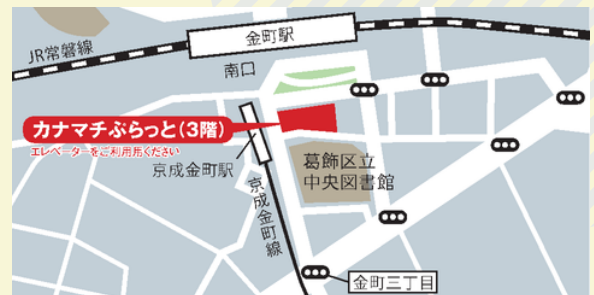 金町駅
JR常磐線
南口
カナマチぷらっと(3階)
エレベーターをご利用用ください
京成金町駅
葛飾区立
中央図書館
京成金町線
金町三丁目